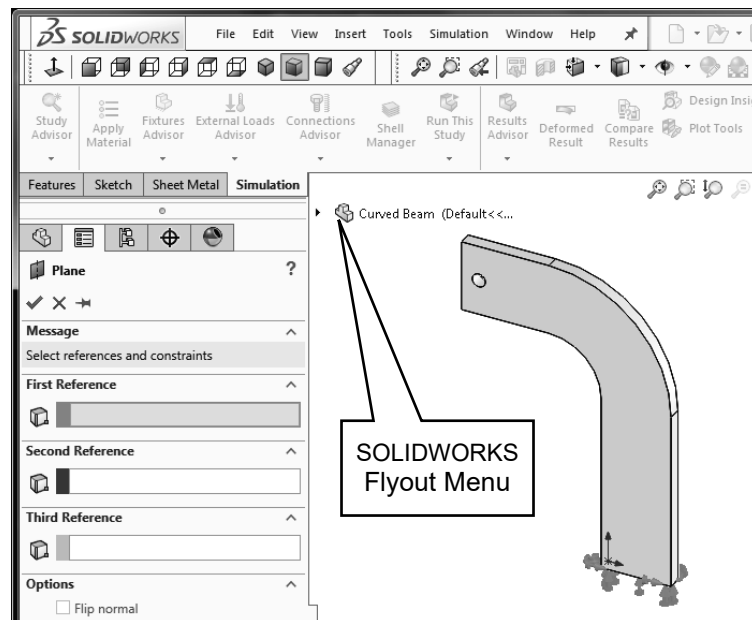 SOLIDWORKS File Edit View Insert Tools Simulation Window Help
Study Advisor
Apply Material
Fixtures Advisor
External Loads Advisor
Connections Advisor
Shell Manager
Run This Study
Results Advisor
Deformed Result
Compare Results
Design
Plot Tools
Features Sketch Sheet Metal Simulation
Curved Beam (Default<<...
Plane ?
Message
Select references and constraints
First Reference
Second Reference
SOLIDWORKS
Flyout Menu
Third Reference
Options
Flip normal